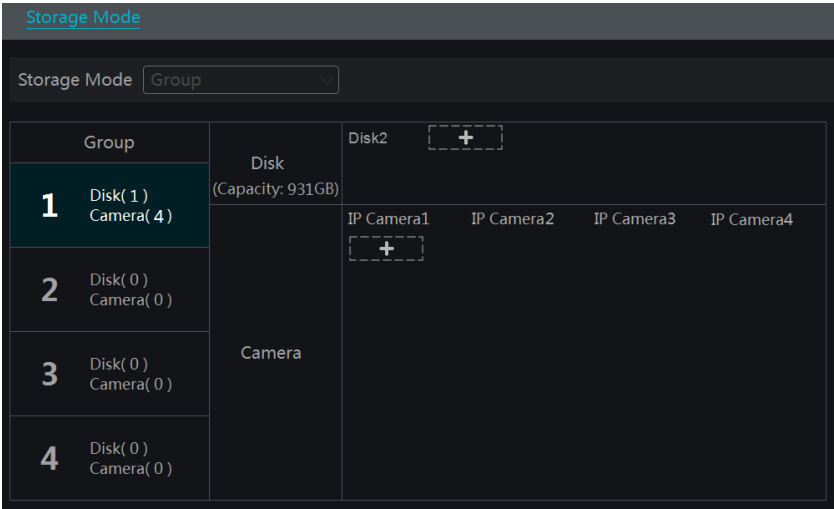 Storage Mode
Storage Mode Group
Group
1
Disk( 1 )
Camera( 4 )
2
Disk( 0 )
Camera( 0 )
3
Disk( 0 )
Camera( 0 )
4
Disk( 0 )
Camera( 0 )
Disk
(Capacity: 931GB)
Disk2 +
Camera
IP Camera1 IP Camera2 IP Camera3 IP Camera4
+